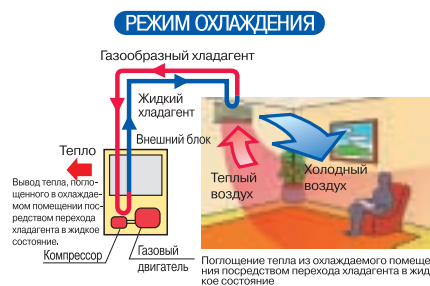 РЕЖИМ ОХЛАЖДЕНИЯ
Газообразный хладагент
Жидкий
хладагент
Внешний блок
Тепло
Вывод тепла, погло-
щенного в охлаждае-
мом помещении пос-
редством перехода
хладагента в жидкое
состояние.
Компрессор
Газовый
двигатель
Теплый
воздух
Холодный
воздух
Поглощение тепла из охлаждаемого помеще
ния посредством перехода хладагента в жид
кое состояние